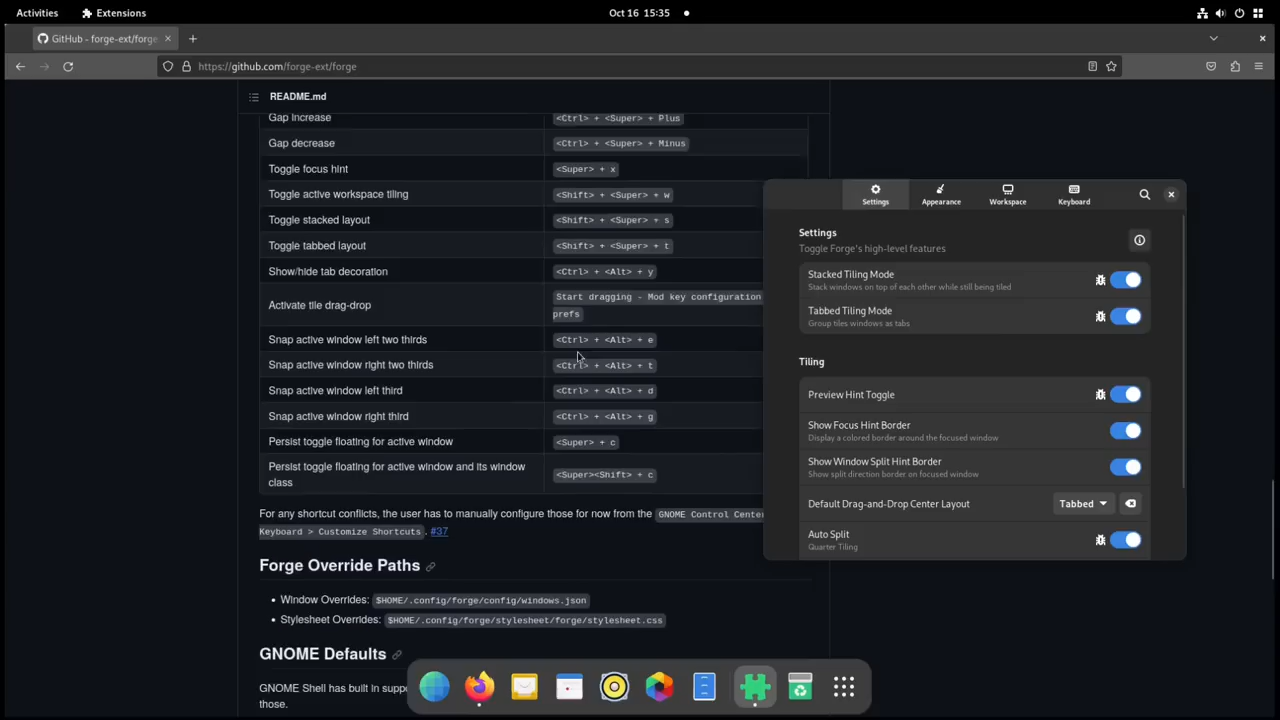 Activities
Extensions
Oct 16 15:35
GitHub - forge-ext/forge
https://github.com/forge-ext/forge
README.md
Gap increase <Ctrl> + <Super> + Plus
Gap decrease <Ctrl> + <Super> + Minus
Toggle focus hint <Super> + x
Toggle active workspace tiling <Shift> + <Super> + w
Toggle stacked layout <Shift> + <Super> + s
Toggle tabbed layout <Shift> + <Super> + t
Show/hide tab decoration <Ctrl> + <Alt> + y
Activate tile drag-drop Start dragging - Mod key configuration
prefs
Snap active window left two thirds <Ctrl> + <Alt> + e
Snap active window right two thirds <Ctrl> + <Alt> + t
Snap active window left third <Ctrl> + <Alt> + d
Snap active window right third <Ctrl> + <Alt> + g
Persist toggle floating for active window <Super> + c
Persist toggle floating for active window and its window
class <Super><Shift> + c
For any shortcut conflicts, the user has to manually configure those for now from the GNOME Control Center
Keyboard > Customize Shortcuts. #37
Forge Override Paths
• Window Overrides: $HOME/.config/forge/config/windows.json
• Stylesheet Overrides: $HOME/.config/forge/stylesheet/forge/stylesheet.css
GNOME Defaults
GNOME Shell has built in suppo
those.
Settings
Appearance
Workspace
Keyboard
Settings
Toggle Forge's high-level features
Stacked Tiling Mode
Stack windows on top of each other while still being tiled
Tabbed Tiling Mode
Group tiles windows as tabs
Tiling
Preview Hint Toggle
Show Focus Hint Border
Display a colored border around the focused window
Show Window Split Hint Border
Show split direction border on focused window
Default Drag-and-Drop Center Layout Tabbed
Auto Split
Quarter Tiling